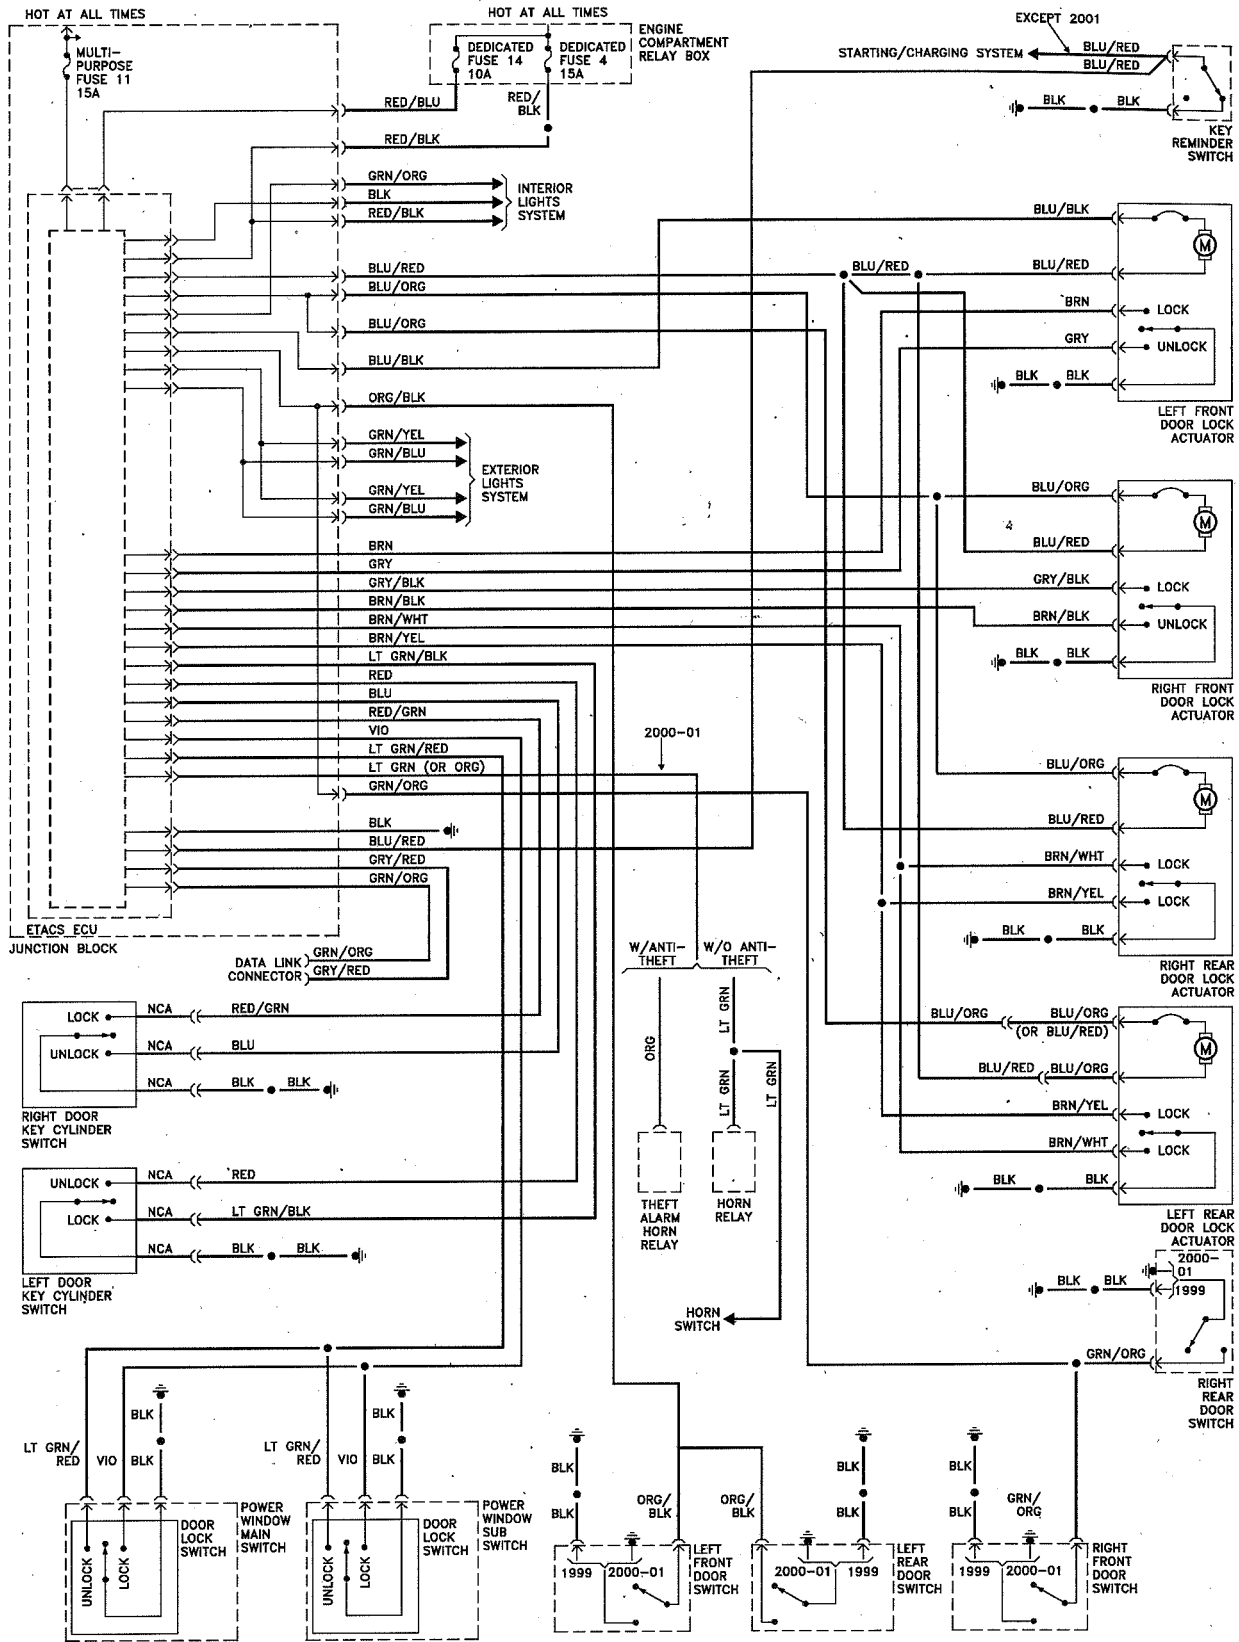 HOT AT ALL TIMES
MULTI-
PURPOSE
FUSE 11
15A
HOT AT ALL TIMES
DEDICATED
FUSE 14
10A
DEDICATED
FUSE 4
15A
ENGINE
COMPARTMENT
RELAY BOX
RED/BLU
RED/
BLK
RED/BLK
EXCEPT 2001
STARTING/CHARGING SYSTEM
BLU/RED
BLU/RED
BLK
BLK
KEY
REMINDER
SWITCH
GRN/ORG
BLK
RED/BLK
INTERIOR
LIGHTS
SYSTEM
BLU/RED
BLU/ORG
BLU/ORG
BLU/BLK
ORG/BLK
GRN/YEL
GRN/BLU
GRN/YEL
GRN/BLU
EXTERIOR
LIGHTS
SYSTEM
BLU/RED
BLU/BLK
BLU/RED
BRN
LOCK
GRY
UNLOCK
BLK
BLK
LEFT FRONT
DOOR LOCK
ACTUATOR
M
BLU/ORG
BLU/RED
GRY/BLK
LOCK
BRN/BLK
UNLOCK
BLK
BLK
RIGHT FRONT
DOOR LOCK
ACTUATOR
M
4
BRN
GRY
GRY/BLK
BRN/BLK
BRN/WHT
BRN/YEL
LT GRN/BLK
RED
BLU
RED/GRN
VIO
LT GRN/RED
LT GRN (OR ORG)
GRN/ORG
2000-01
BLK
BLU/RED
GRY/RED
GRN/ORG
ETACS ECU
JUNCTION BLOCK
DATA LINK
CONNECTOR
GRN/ORG
GRY/RED
BLU/ORG
BLU/RED
BRN/WHT
LOCK
BRN/YEL
LOCK
BLK
BLK
RIGHT REAR
DOOR LOCK
ACTUATOR
M
W/ANTI-
THEFT
W/O ANTI-
THEFT
ORG
LT GRN
LT GRN
LT GRN
THEFT
ALARM
HORN
RELAY
HORN
RELAY
HORN
SWITCH
BLU/ORG
BLU/ORG
(OR BLU/RED)
BLU/RED
BLU/ORG
BRN/YEL
LOCK
BRN/WHT
LOCK
BLK
BLK
LEFT REAR
DOOR LOCK
ACTUATOR
M
LOCK
NCA
RED/GRN
UNLOCK
NCA
BLU
NCA
BLK
BLK
RIGHT DOOR
KEY CYLINDER
SWITCH
UNLOCK
NCA
RED
LOCK
NCA
LT GRN/BLK
NCA
BLK
BLK
LEFT DOOR
KEY CYLINDER
SWITCH
2000-
01
1999
BLK
BLK
GRN/ORG
RIGHT
REAR
DOOR
SWITCH
LT GRN/
RED
VIO
BLK
BLK
POWER
WINDOW
MAIN
SWITCH
DOOR
LOCK
SWITCH
UNLOCK
LOCK
LT GRN/
RED
VIO
BLK
BLK
POWER
WINDOW
SUB
SWITCH
DOOR
LOCK
SWITCH
UNLOCK
LOCK
BLK
BLK
ORG/
BLK
1999
2000-01
LEFT
FRONT
DOOR
SWITCH
ORG/
BLK
BLK
BLK
2000-01
1999
LEFT
REAR
DOOR
SWITCH
BLK
BLK
GRN/
ORG
1999
2000-01
RIGHT
FRONT
DOOR
SWITCH